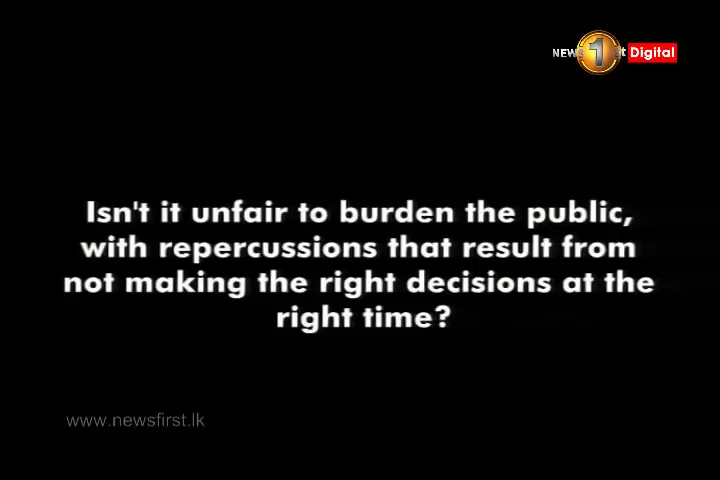 NEWS 1st Digital
Isn't it unfair to burden the public,
with repercussions that result from
not making the right decisions at the
right time?
www.newsfirst.lk